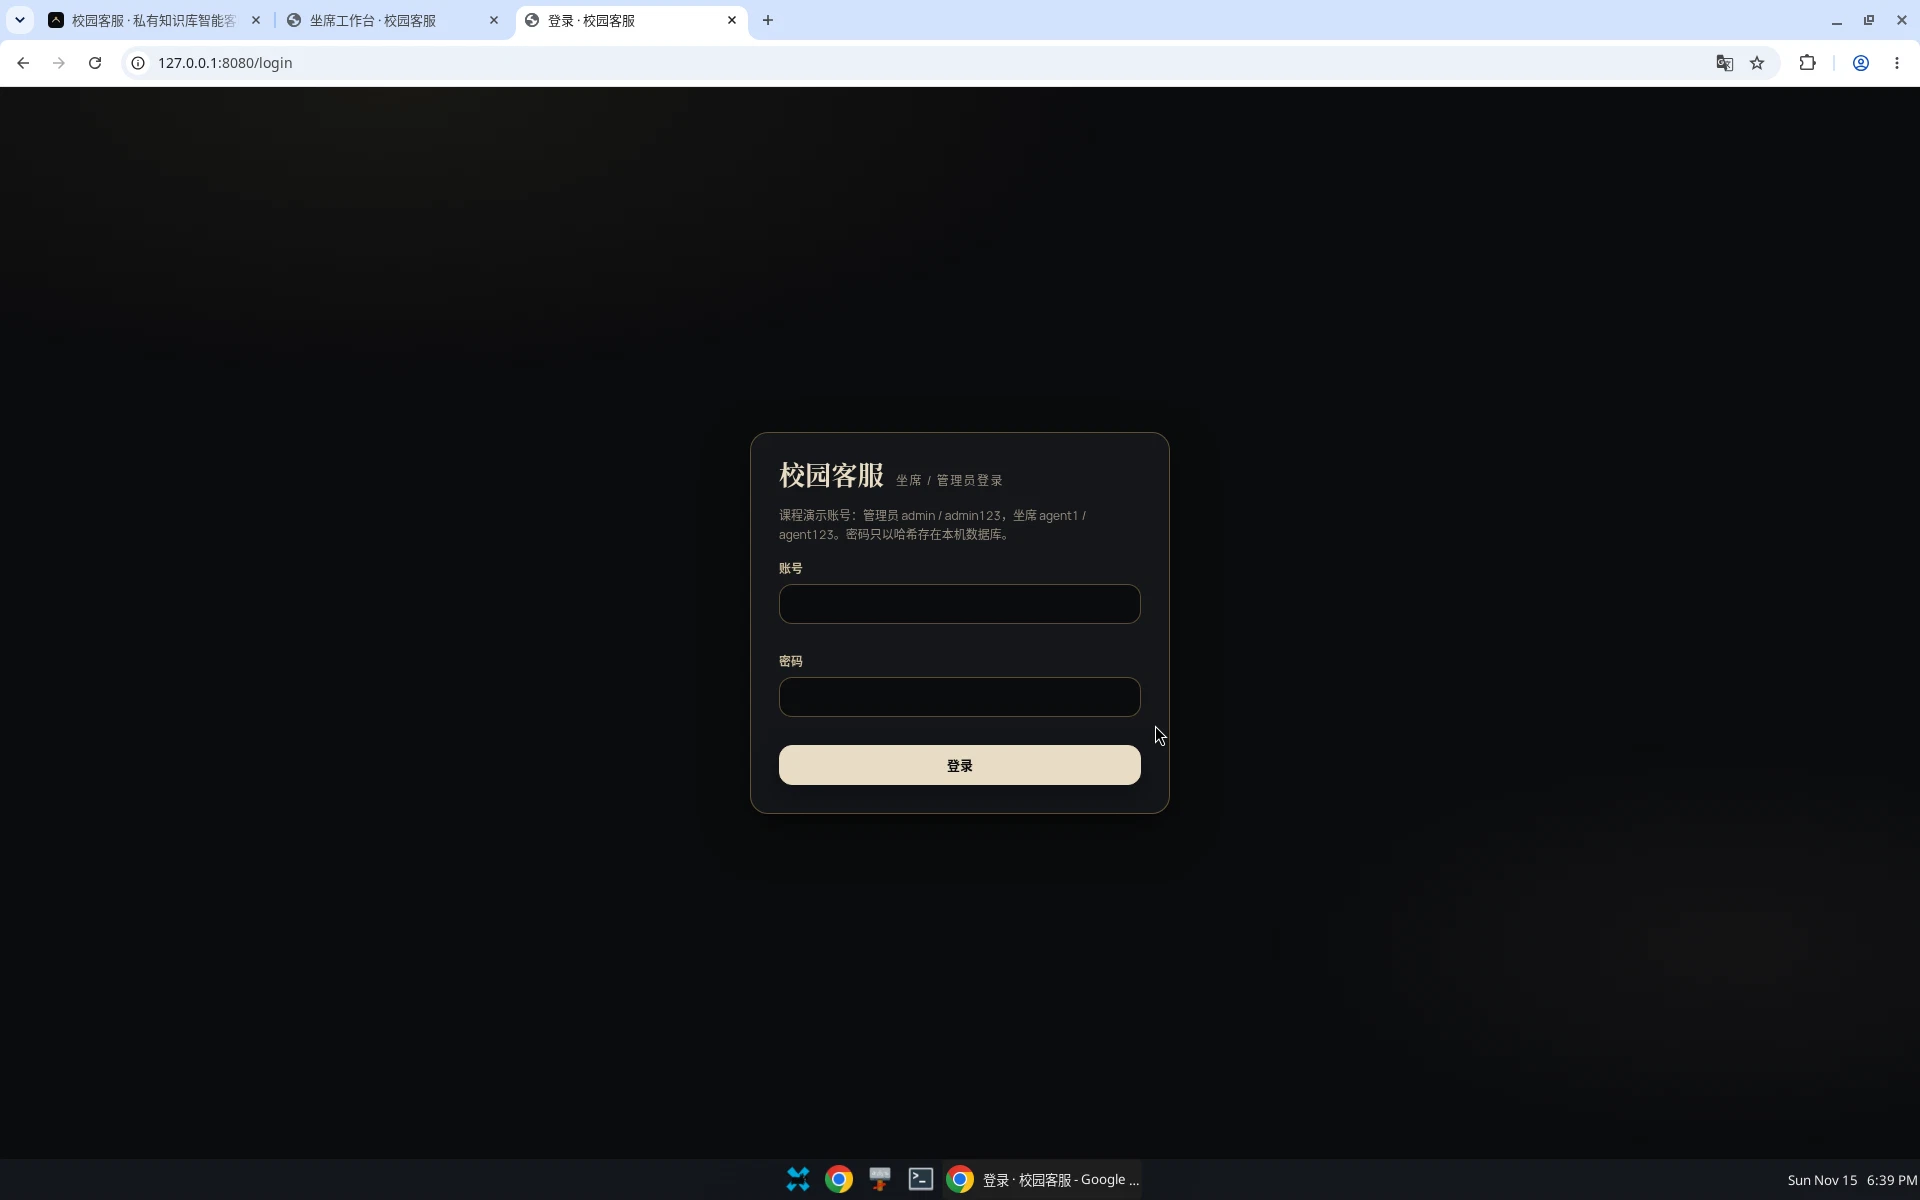 校园客服 · 私有知识库智能客
坐席工作台 · 校园客服
登录 · 校园客服
127.0.0.1:8080/login
校园客服 坐席 / 管理员登录
课程演示账号：管理员 admin / admin123，坐席 agent1 /
agent123。密码只以哈希存在本机数据库。
账号
密码
登录
登录 · 校园客服 - Google ...
Sun Nov 15 6:39 PM